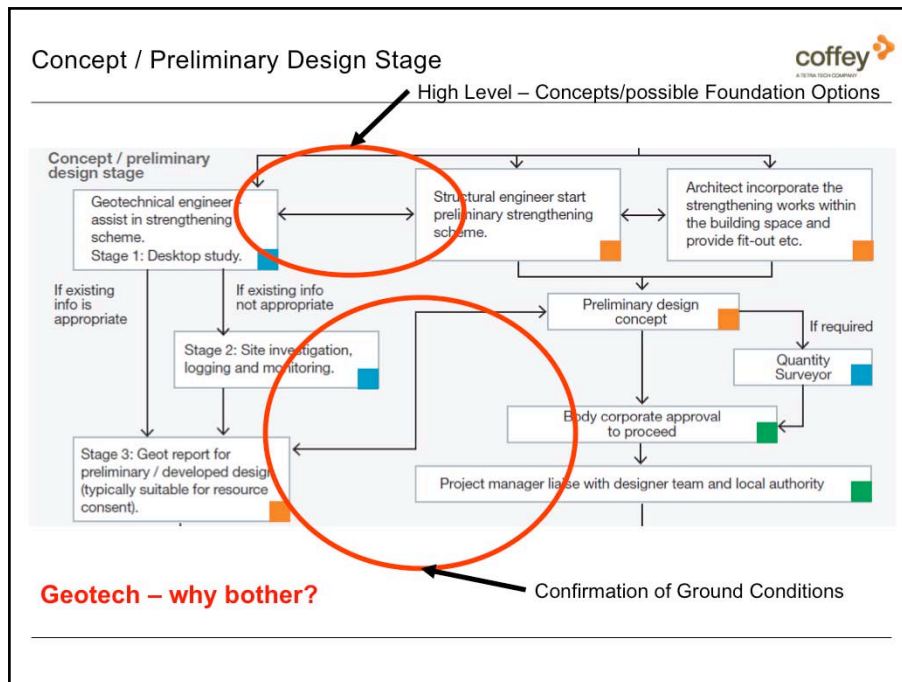 Concept / Preliminary Design Stage
coffey
A TETRA TECH COMPANY
High Level – Concepts/possible Foundation Options
Concept / preliminary
design stage
Geotechnical engineer -
assist in strengthening
scheme.
Stage 1: Desktop study.
Structural engineer start
preliminary strengthening
scheme.
Architect incorporate the
strengthening works within
the building space and
provide fit-out etc.
If existing
info is
appropriate
If existing info
not appropriate
Preliminary design
concept
If required
Stage 2: Site investigation,
logging and monitoring.
Quantity
Surveyor
Body corporate approval
to proceed
Stage 3: Geot report for
preliminary / developed design
(typically suitable for resource
consent).
Project manager liaise with designer team and local authority
Geotech – why bother?
Confirmation of Ground Conditions